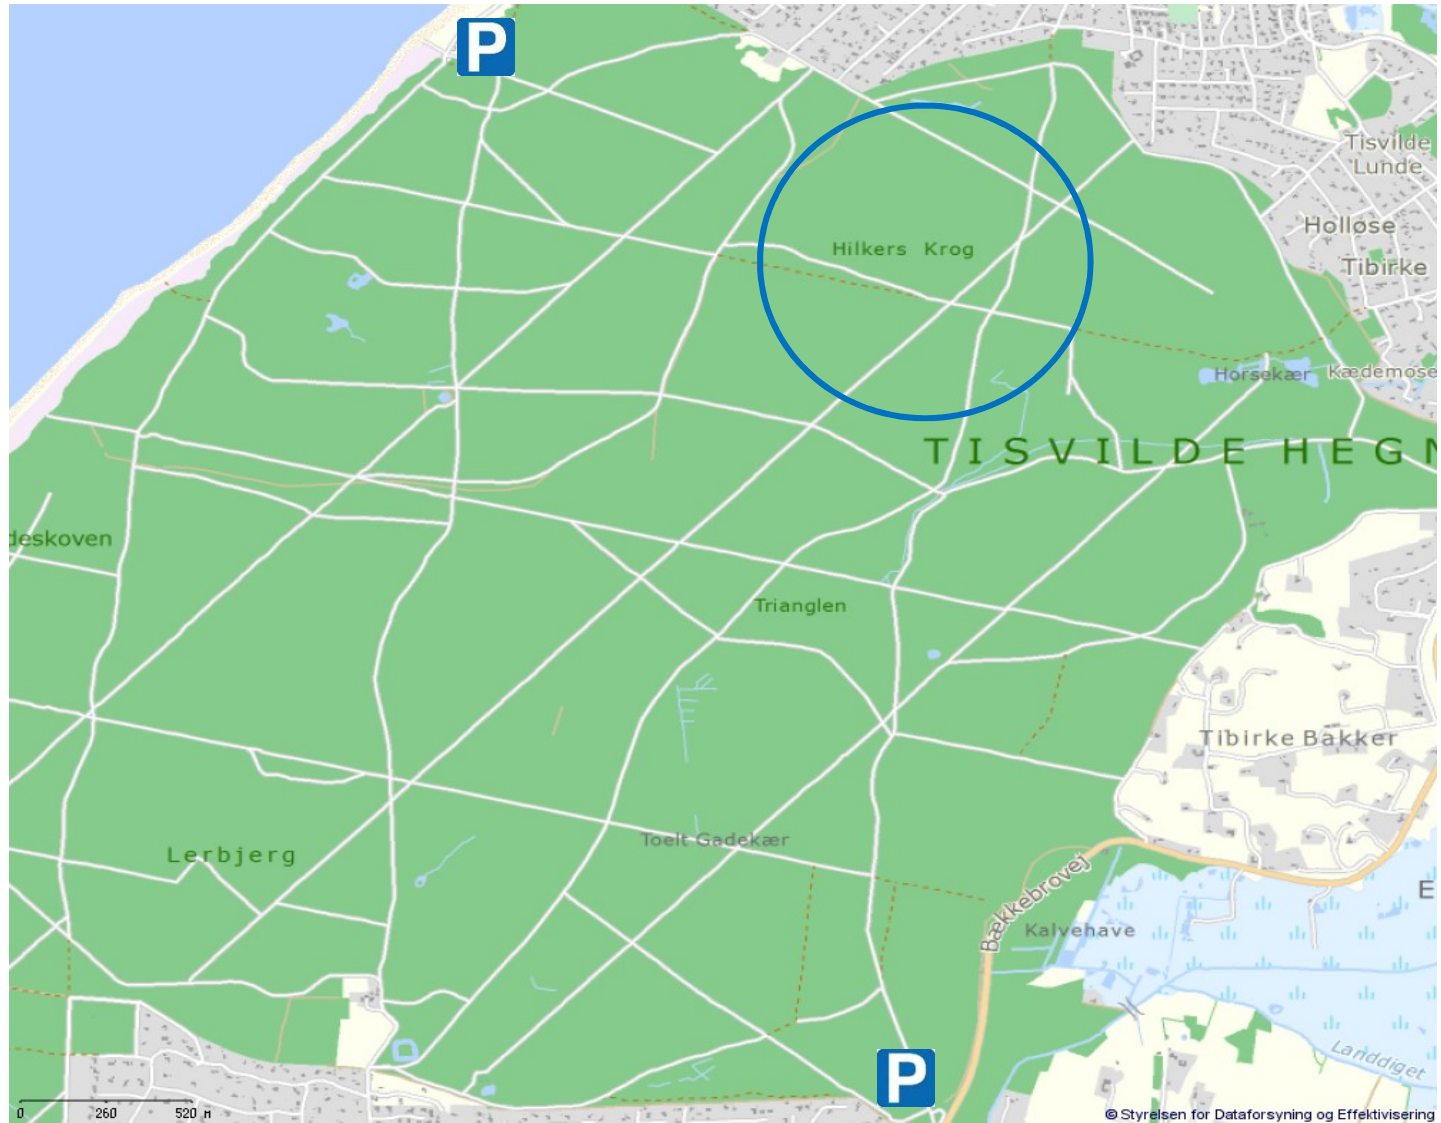 P
Tisvilde
Lunde
Holløse
Tibirke
Hilkers Krog
Horsekær
Kædemose
TISVILDE HEGN
deskoven
Trianglen
Tibirke Bakker
Toelt Gadekær
Lerbjerg
Bækkebrovej
E
Kalvehave
Landdiget
P
0 260 520 M
© Styrelsen for Dataforsyning og Effektivisering